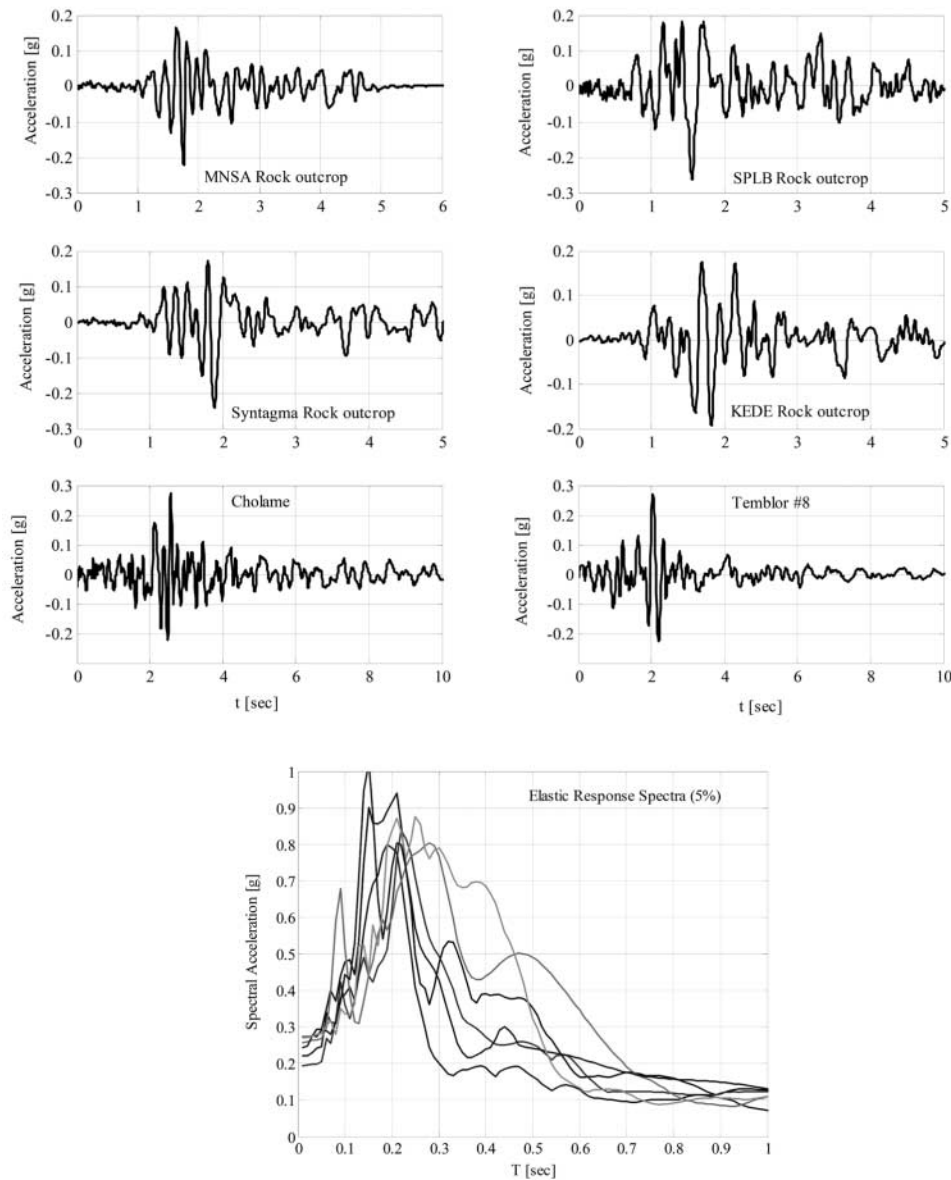 0.2
0.1
0
-0.1
-0.2
-0.3
Acceleration [g]
MNSA Rock outcrop
0 1 2 3 4 5 6
0.2
0.1
0
-0.1
-0.2
-0.3
Acceleration [g]
SPLB Rock outcrop
0 1 2 3 4 5
0.2
0.1
0
-0.1
-0.2
-0.3
Acceleration [g]
Syntagma Rock outcrop
0 1 2 3 4 5
0.2
0.1
0
-0.1
-0.2
Acceleration [g]
KEDE Rock outcrop
0 1 2 3 4 5
0.3
0.2
0.1
0
-0.1
-0.2
Acceleration [g]
Cholame
0 2 4 6 8 10
t [sec]
0.3
0.2
0.1
0
-0.1
-0.2
Acceleration [g]
Temblor #8
0 2 4 6 8 10
t [sec]
1
0.9
0.8
0.7
0.6
0.5
0.4
0.3
0.2
0.1
0
Spectral Acceleration [g]
Elastic Response Spectra (5%)
0 0.1 0.2 0.3 0.4 0.5 0.6 0.7 0.8 0.9 1
T [sec]